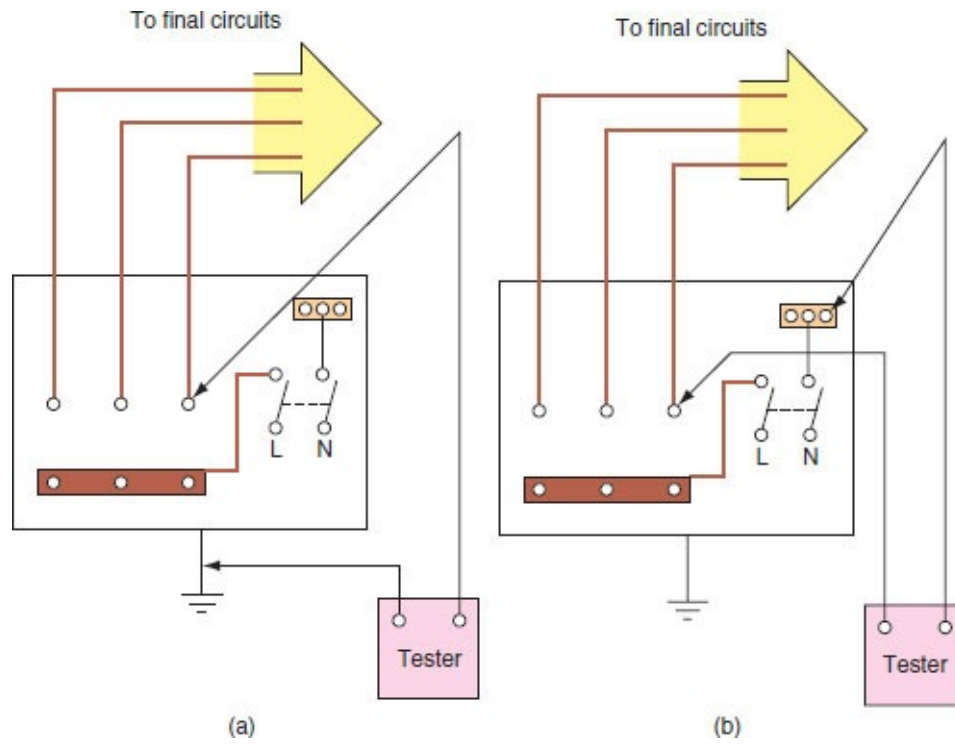 To final circuits
L N
Tester
(a)
To final circuits
L N
Tester
(b)